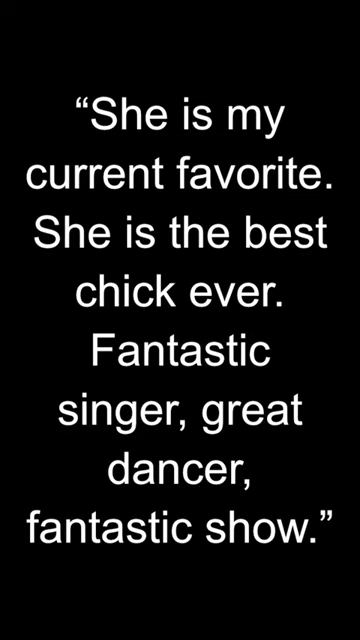 “She is my
current favorite.
She is the best
chick ever.
Fantastic
singer, great
dancer,
fantastic show.”